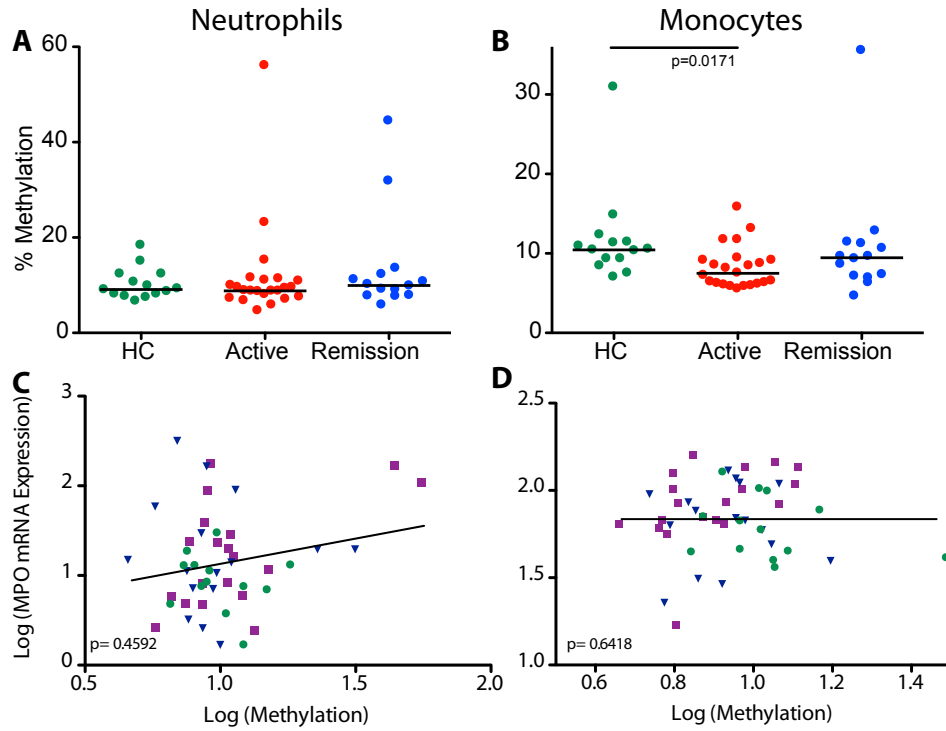 Neutrophils
Monocytes
A
B
% Methylation
60
40
20
0
HC Active Remission
p=0.0171
30
20
10
0
HC Active Remission
C
D
Log (MPO mRNA Expression)
3
2
1
0
p= 0.4592
0.5 1.0 1.5 2.0
Log (Methylation)
2.5
2.0
1.5
1.0
p=0.6418
0.6 0.8 1.0 1.2 1.4
Log (Methylation)